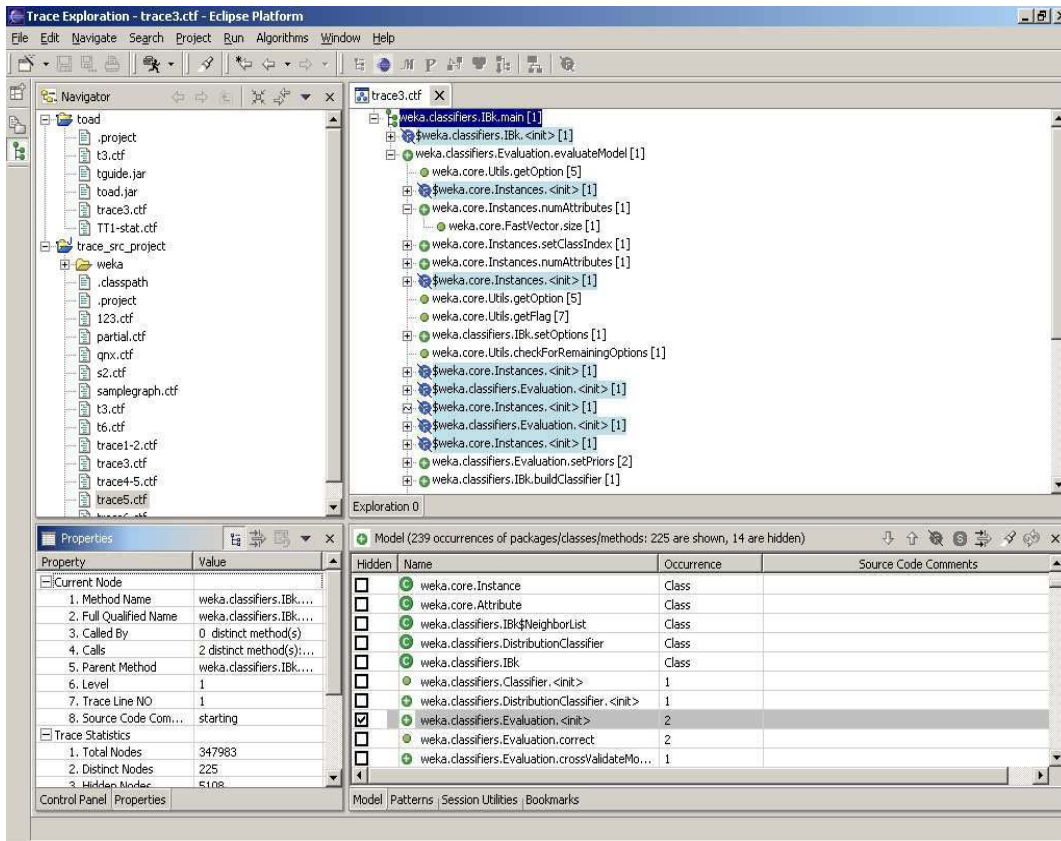 Trace Exploration - trace3.ctf - Eclipse Platform
File Edit Navigate Search Project Run Algorithms Window Help
Navigator
toad
.project
t3.ctf
tguide.jar
toad.jar
trace3.ctf
TT1-stat.ctf
trace_src_project
weka
.classpath
.project
123.ctf
partial.ctf
qnx.ctf
s2.ctf
samplegraph.ctf
t3.ctf
t6.ctf
trace1-2.ctf
trace3.ctf
trace4-5.ctf
trace5.ctf
trace3.ctf
weka.classifiers.IBk.main [1]
$weka.classifiers.IBk.<init> [1]
weka.classifiers.Evaluation.evaluateModel [1]
weka.core.Utils.getOption [5]
$weka.core.Instances.<init> [1]
weka.core.Instances.numAttributes [1]
weka.core.FastVector.size [1]
weka.core.Instances.setClassIndex [1]
weka.core.Instances.numAttributes [1]
$weka.core.Instances.<init> [1]
weka.core.Utils.getOption [5]
weka.core.Utils.getFlag [7]
weka.classifiers.IBk.setOptions [1]
weka.core.Utils.checkForRemainingOptions [1]
$weka.core.Instances.<init> [1]
$weka.classifiers.Evaluation.<init> [1]
$weka.core.Instances.<init> [1]
$weka.classifiers.Evaluation.<init> [1]
$weka.core.Instances.<init> [1]
weka.classifiers.Evaluation.setPriors [2]
weka.classifiers.IBk.buildClassifier [1]
Exploration 0
Properties
Property Value
Current Node
1. Method Name weka.classifiers.IBk....
2. Full Qualified Name weka.classifiers.IBk....
3. Called By 0 distinct method(s)
4. Calls 2 distinct method(s):...
5. Parent Method weka.classifiers.IBk....
6. Level 1
7. Trace Line NO 1
8. Source Code Com... starting
Trace Statistics
1. Total Nodes 347983
2. Distinct Nodes 225
3. Hidden Nodes 5108
Control Panel Properties
Model (239 occurrences of packages/classes/methods: 225 are shown, 14 are hidden)
Hidden Name Occurrence Source Code Comments
weka.core.Instance Class
weka.core.Attribute Class
weka.classifiers.IBk$NeighborList Class
weka.classifiers.DistributionClassifier Class
weka.classifiers.IBk Class
weka.classifiers.Classifier.<init> 1
weka.classifiers.DistributionClassifier.<init> 1
weka.classifiers.Evaluation.<init> 2
weka.classifiers.Evaluation.correct 2
weka.classifiers.Evaluation.crossValidateMo... 1
Model Patterns Session Utilities Bookmarks